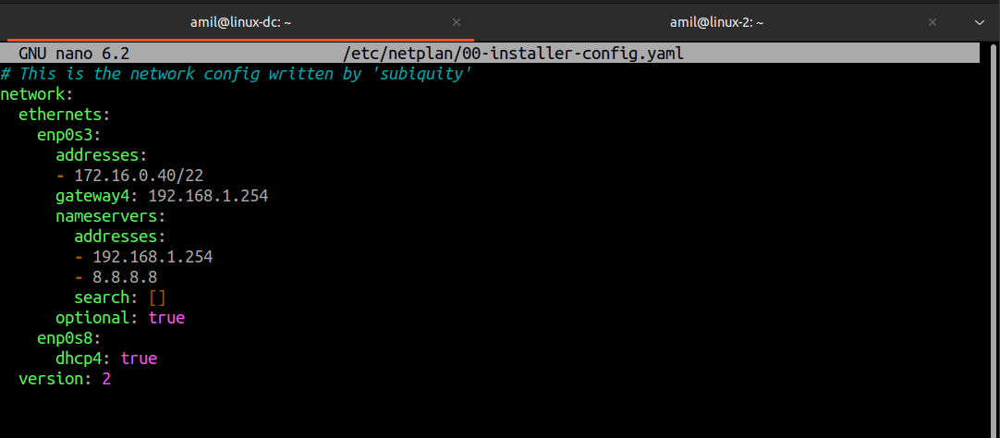 amil@linux-dc: ~ × amil@linux-2: ~ ×
GNU nano 6.2 /etc/netplan/00-installer-config.yaml
# This is the network config written by 'subiquity'
network:
  ethernets:
    enp0s3:
      addresses:
      - 172.16.0.40/22
      gateway4: 192.168.1.254
      nameservers:
        addresses:
        - 192.168.1.254
        - 8.8.8.8
        search: []
      optional: true
    enp0s8:
      dhcp4: true
  version: 2